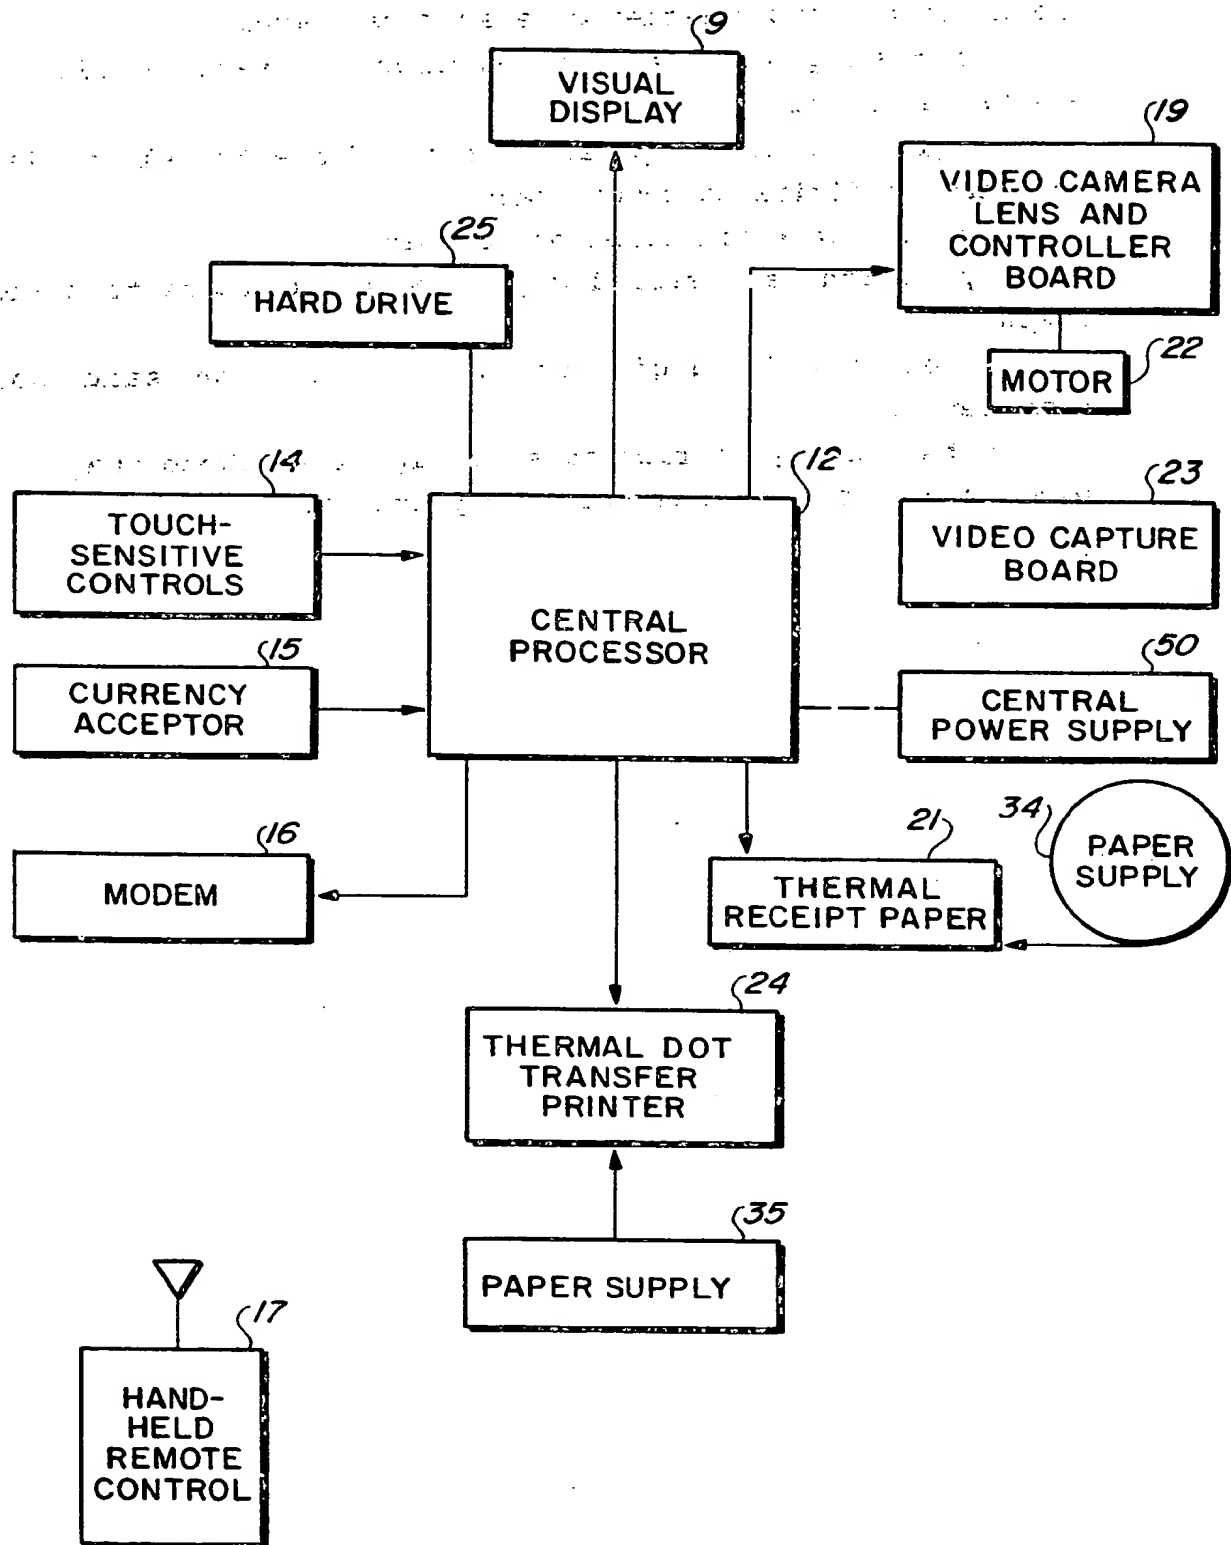 9
VISUAL
DISPLAY
19
VIDEO CAMERA
LENS AND
CONTROLLER
BOARD
25
HARD DRIVE
22
MOTOR
14
TOUCH-
SENSITIVE
CONTROLS
12
CENTRAL
PROCESSOR
23
VIDEO CAPTURE
BOARD
15
CURRENCY
ACCEPTOR
50
CENTRAL
POWER SUPPLY
16
MODEM
21
THERMAL
RECEIPT PAPER
34
PAPER
SUPPLY
24
THERMAL DOT
TRANSFER
PRINTER
35
PAPER SUPPLY
17
HAND-
HELD
REMOTE
CONTROL